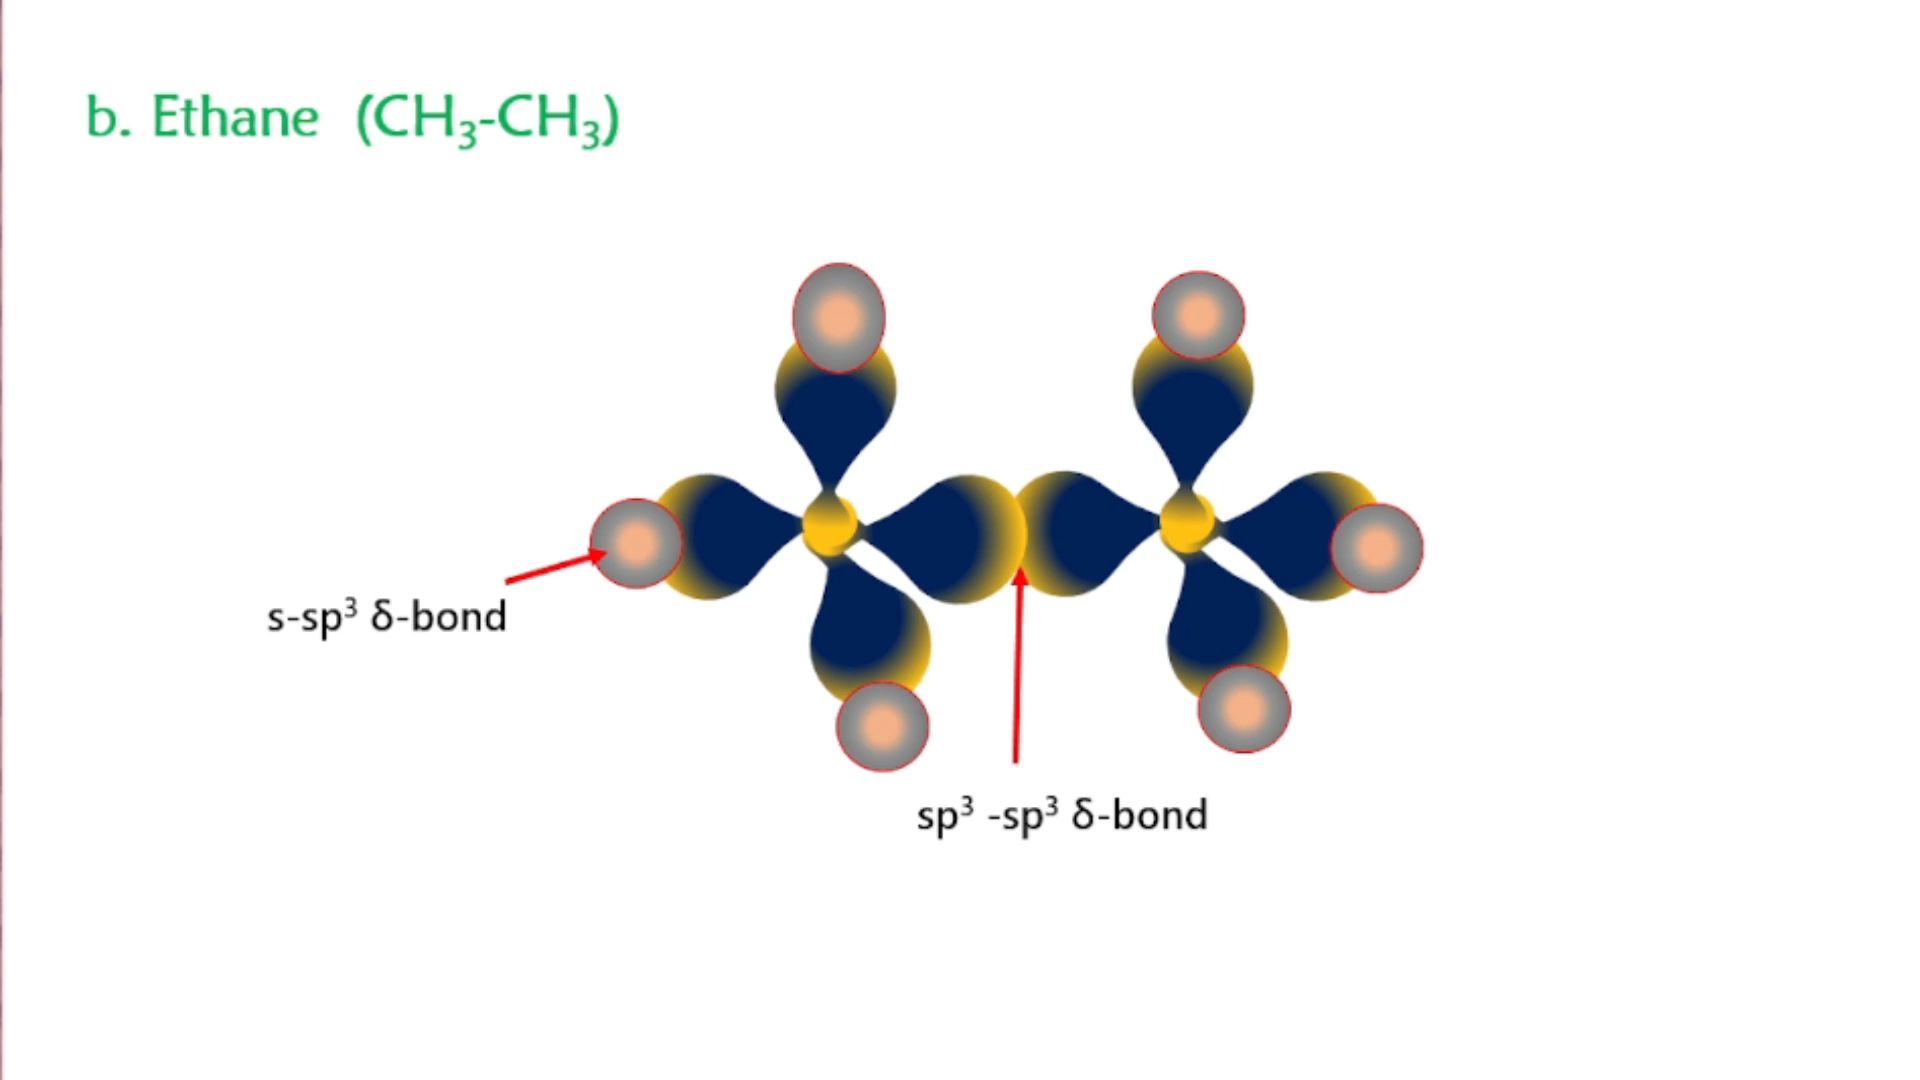 b. Ethane (CH₃-CH₃)
s-sp³ δ-bond
sp³ -sp³ δ-bond